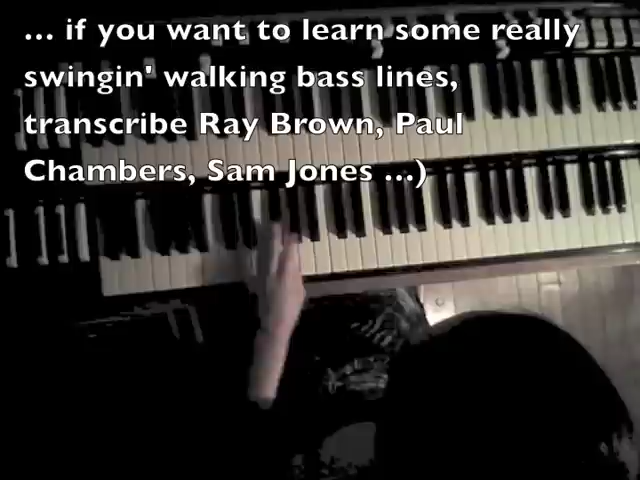 ... if you want to learn some really
swingin' walking bass lines,
transcribe Ray Brown, Paul
Chambers, Sam Jones ...)